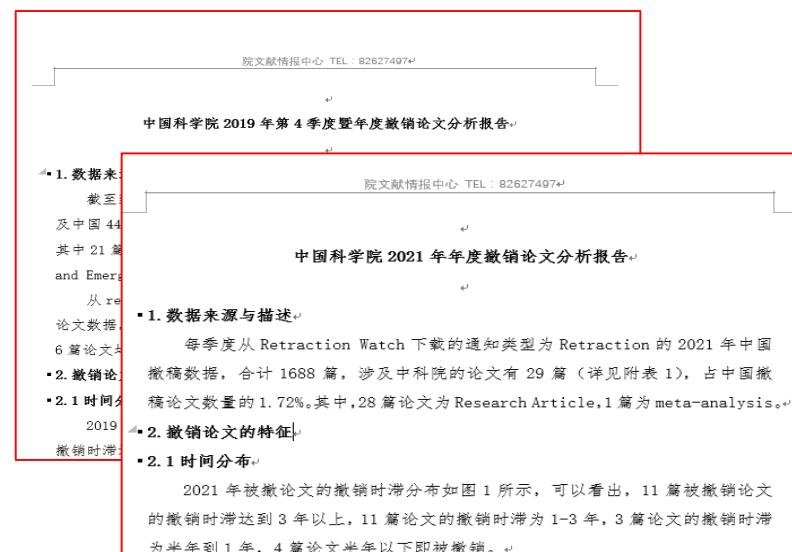 院文献情报中心 TEL：82627497
中国科学院 2019 年第 4 季度暨年度撤销论文分析报告
1. 数据来
截至
及中国 44
其中 21 篇
and Emerg
从 re
论文数据
6 篇论文
2. 撤销论
2.1 时间分
2019
撤销时滞
院文献情报中心 TEL：82627497
中国科学院 2021 年年度撤销论文分析报告
1. 数据来源与描述
每季度从 Retraction Watch 下载的通知类型为 Retraction 的 2021 年中国
撤稿数据，合计 1688 篇，涉及中科院的论文有 29 篇（详见附表 1），占中国撤
稿论文数量的 1.72%。其中,28 篇论文为 Research Article,1 篇为 meta-analysis。
2. 撤销论文的特征
2.1 时间分布
2021 年被撤论文的撤销时滞分布如图 1 所示，可以看出，11 篇被撤销论文
的撤销时滞达到 3 年以上，11 篇论文的撤销时滞为 1-3 年，3 篇论文的撤销时滞
为半年到 1 年，4 篇论文半年以下即被撤销。